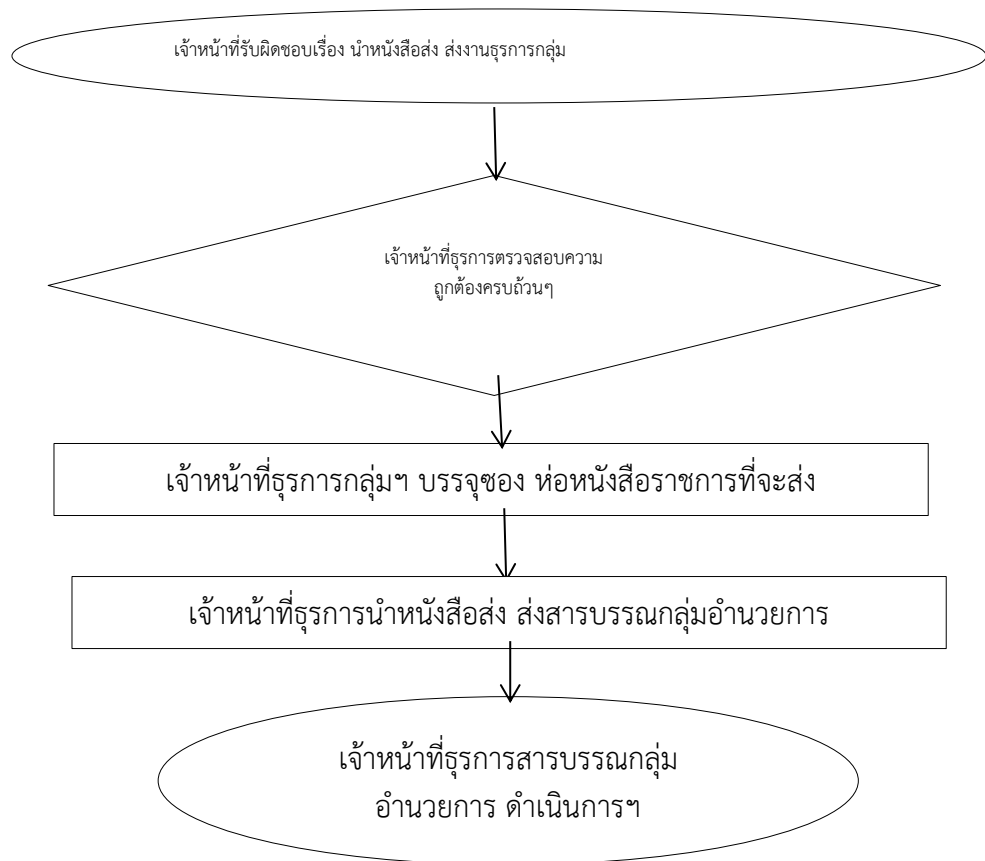 เจ้าหน้าที่รับผิดชอบเรื่อง นำหนังสือส่ง ส่งงานธุรการกลุ่ม
เจ้าหน้าที่ธุรการตรวจสอบความ
ถูกต้องครบถ้วนๆ
เจ้าหน้าที่ธุรการกลุ่มฯ บรรจุซอง ห่อหนังสือราชการที่จะส่ง
เจ้าหน้าที่ธุรการนำหนังสือส่ง ส่งสารบรรณกลุ่มอำนวยการ
เจ้าหน้าที่ธุรการสารบรรณกลุ่ม
อำนวยการ ดำเนินการฯ